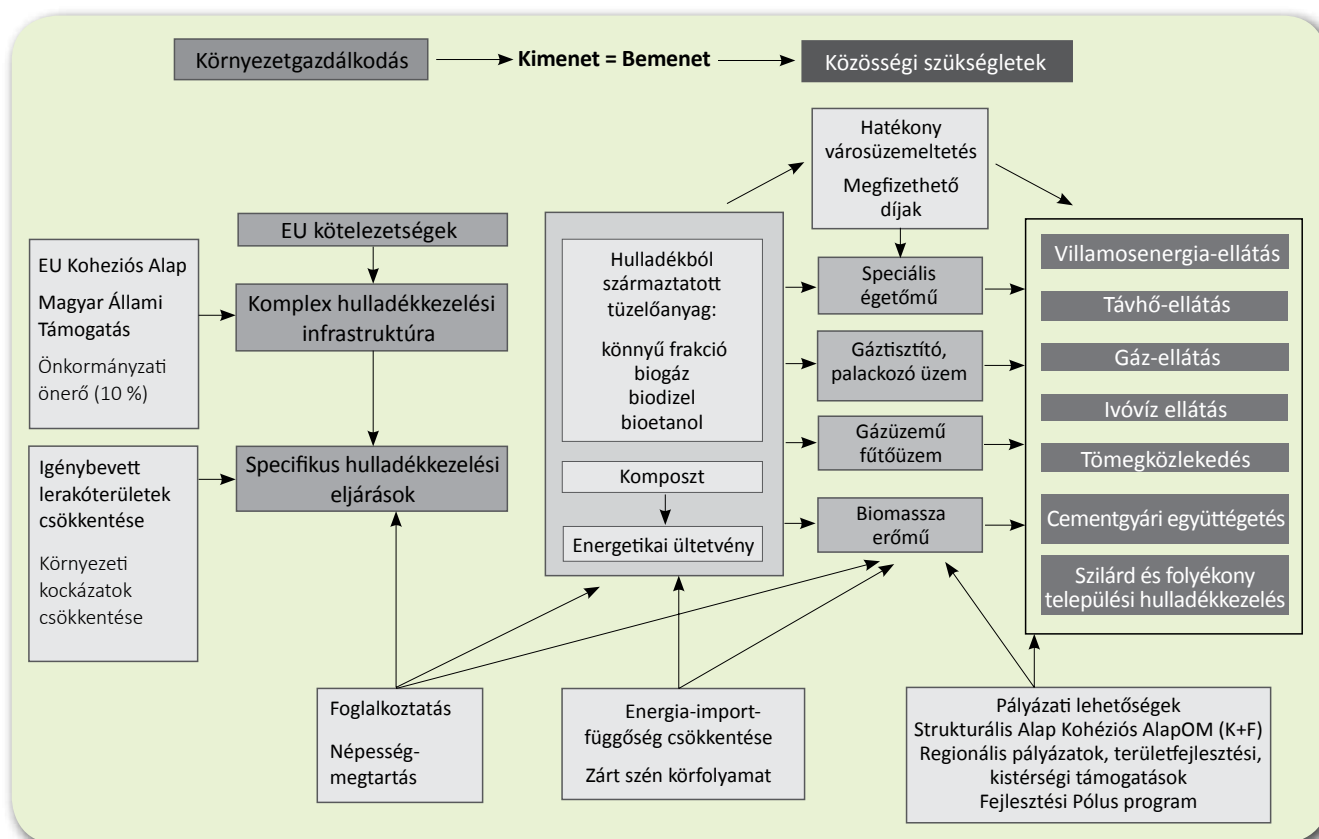 Környezetgazdálkodás
Kimenet = Bemenet
Közösségi szükségletek
Hatékony
városüzemeltetés
Megfizethető
díjak
EU kötelezetségek
EU Koheziós Alap
Magyar Állami
Támogatás
Önkormányzati
önerő (10 %)
Komplex hulladékkezelési
infrastruktúra
Igénybevett
lerakóterületek
csökkentése
Környezeti
kockázatok
csökkentése
Specifikus hulladékkezelési
eljárások
Hulladékból
származtatott
tüzelőanyag:
könnyű frakció
biogáz
biodizel
bioetanol
Komposzt
Energetikai ültetvény
Speciális
égetőmű
Gáztisztító,
palackozó üzem
Gázüzemű
fűtőüzem
Biomassza
erőmű
Villamosenergia-ellátás
Távhő-ellátás
Gáz-ellátás
Ivóvíz ellátás
Tömegközlekedés
Cementgyári együttégetés
Szilárd és folyékony
települési hulladékkezelés
Foglalkoztatás
Népesség-
megtartás
Energia-import-
függőség csökkentése
Zárt szén körfolyamat
Pályázati lehetőségek
Strukturális Alap Kohéziós AlapOM (K+F)
Regionális pályázatok, területfejlesztési,
kistérségi támogatások
Fejlesztési Pólus program